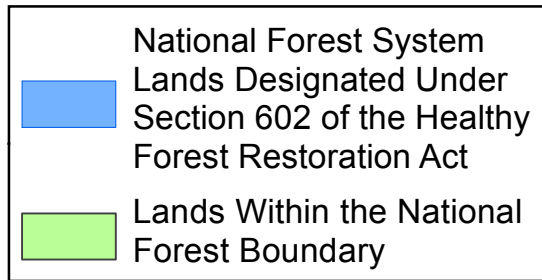 National Forest System
Lands Designated Under
Section 602 of the Healthy
Forest Restoration Act
Lands Within the National
Forest Boundary